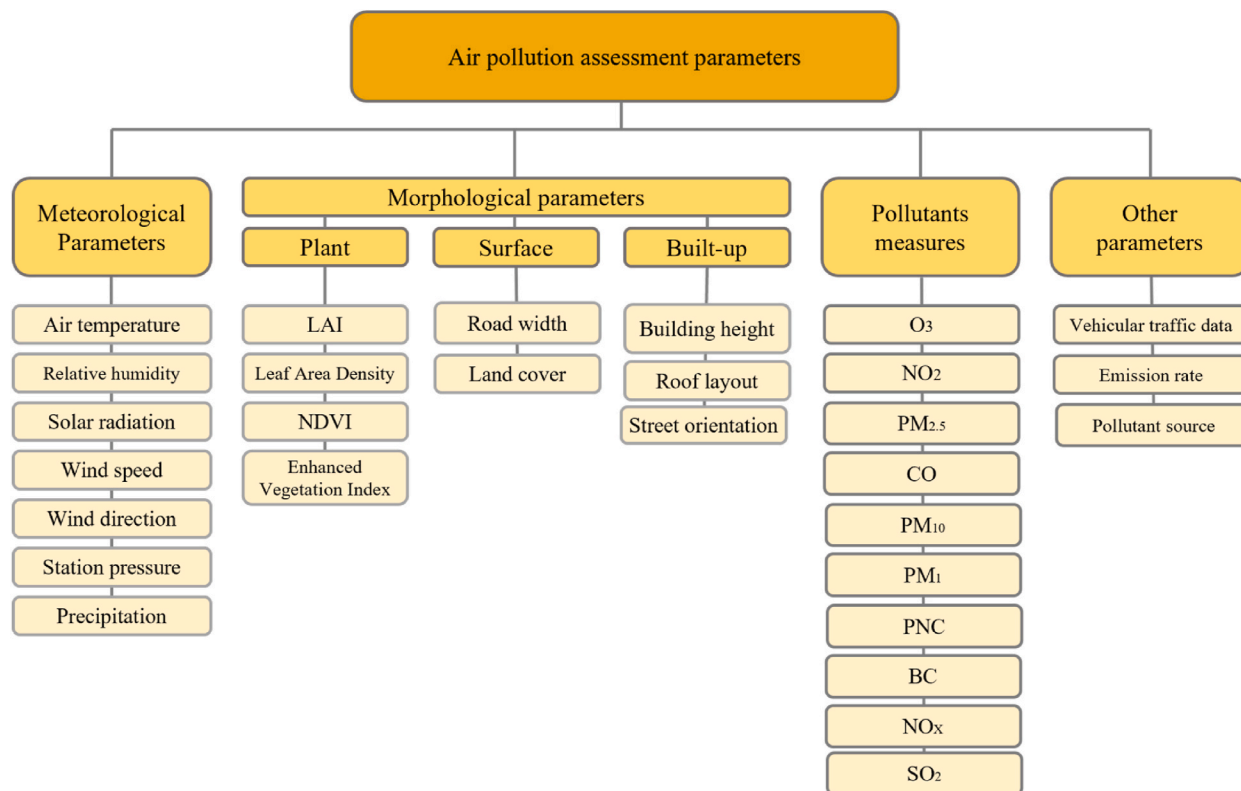 Air pollution assessment parameters
Meteorological
Parameters
Air temperature
Relative humidity
Solar radiation
Wind speed
Wind direction
Station pressure
Precipitation
Morphological parameters
Plant
LAI
Leaf Area Density
NDVI
Enhanced
Vegetation Index
Surface
Road width
Land cover
Built-up
Building height
Roof layout
Street orientation
Pollutants
measures
O3
NO2
PM2.5
CO
PM10
PM1
PNC
BC
NOX
SO2
Other
parameters
Vehicular traffic data
Emission rate
Pollutant source